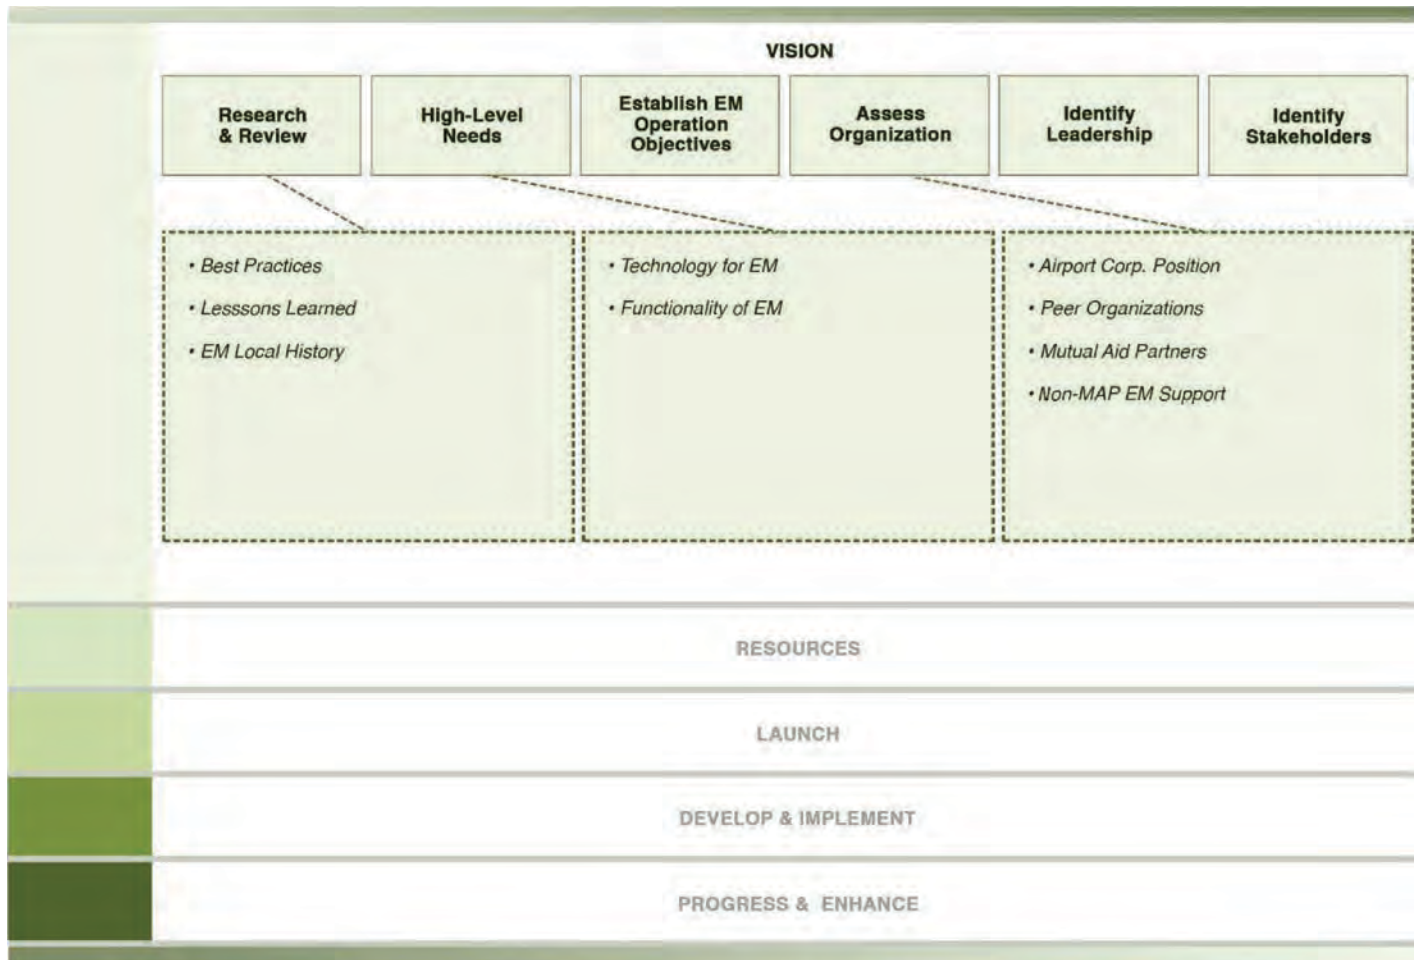 VISION
Research
& Review
High-Level
Needs
Establish EM
Operation
Objectives
Assess
Organization
Identify
Leadership
Identify
Stakeholders
• Best Practices
• Lesssons Learned
• EM Local History
• Technology for EM
• Functionality of EM
• Airport Corp. Position
• Peer Organizations
• Mutual Aid Partners
• Non-MAP EM Support
RESOURCES
LAUNCH
DEVELOP & IMPLEMENT
PROGRESS & ENHANCE